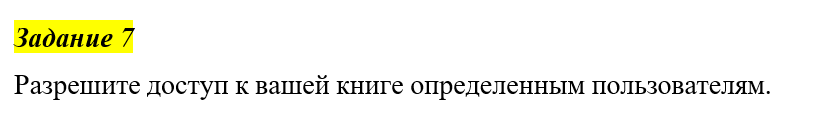 Задание 7
Разрешите доступ к вашей книге определенным пользователям.